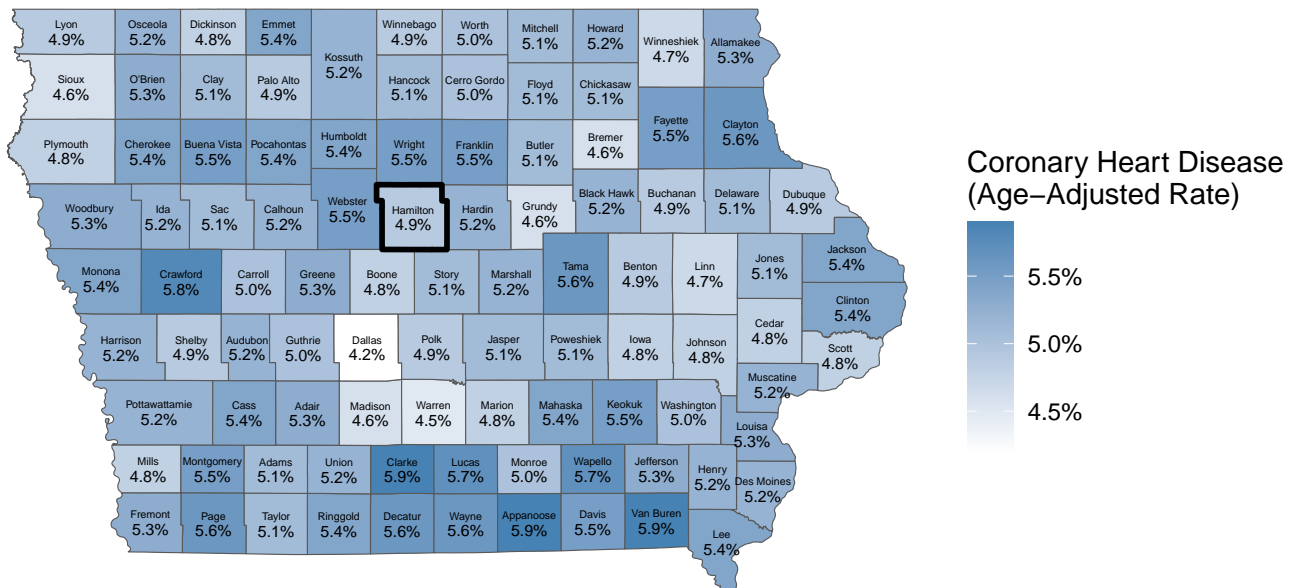 Lyon
4.9%
Osceola
5.2%
Dickinson
4.8%
Emmet
5.4%
Kossuth
5.2%
Winnebago
4.9%
Worth
5.0%
Mitchell
5.1%
Howard
5.2%
Winneshiek
4.7%
Allamakee
5.3%
Sioux
4.6%
O'Brien
5.3%
Clay
5.1%
Palo Alto
4.9%
Hancock
5.1%
Cerro Gordo
5.0%
Floyd
5.1%
Chickasaw
5.1%
Fayette
5.5%
Clayton
5.6%
Plymouth
4.8%
Cherokee
5.4%
Buena Vista
5.5%
Pocahontas
5.4%
Humboldt
5.4%
Wright
5.5%
Franklin
5.5%
Butler
5.1%
Bremer
4.6%
Woodbury
5.3%
Ida
5.2%
Sac
5.1%
Calhoun
5.2%
Webster
5.5%
Hamilton
4.9%
Hardin
5.2%
Grundy
4.6%
Black Hawk
5.2%
Buchanan
4.9%
Delaware
5.1%
Dubuque
4.9%
Monona
5.4%
Crawford
5.8%
Carroll
5.0%
Greene
5.3%
Boone
4.8%
Story
5.1%
Marshall
5.2%
Tama
5.6%
Benton
4.9%
Linn
4.7%
Jones
5.1%
Jackson
5.4%
Clinton
5.4%
Harrison
5.2%
Shelby
4.9%
Audubon
5.2%
Guthrie
5.0%
Dallas
4.2%
Polk
4.9%
Jasper
5.1%
Poweshiek
5.1%
Iowa
4.8%
Johnson
4.8%
Cedar
4.8%
Scott
4.8%
Muscatine
5.2%
Pottawattamie
5.2%
Cass
5.4%
Adair
5.3%
Madison
4.6%
Warren
4.5%
Marion
4.8%
Mahaska
5.4%
Keokuk
5.5%
Washington
5.0%
Louisa
5.3%
Mills
4.8%
Montgomery
5.5%
Adams
5.1%
Union
5.2%
Clarke
5.9%
Lucas
5.7%
Monroe
5.0%
Wapello
5.7%
Jefferson
5.3%
Henry
5.2%
Des Moines
5.2%
Fremont
5.3%
Page
5.6%
Taylor
5.1%
Ringgold
5.4%
Decatur
5.6%
Wayne
5.6%
Appanoose
5.9%
Davis
5.5%
Van Buren
5.9%
Lee
5.4%
Coronary Heart Disease
(Age−Adjusted Rate)
5.5%
5.0%
4.5%